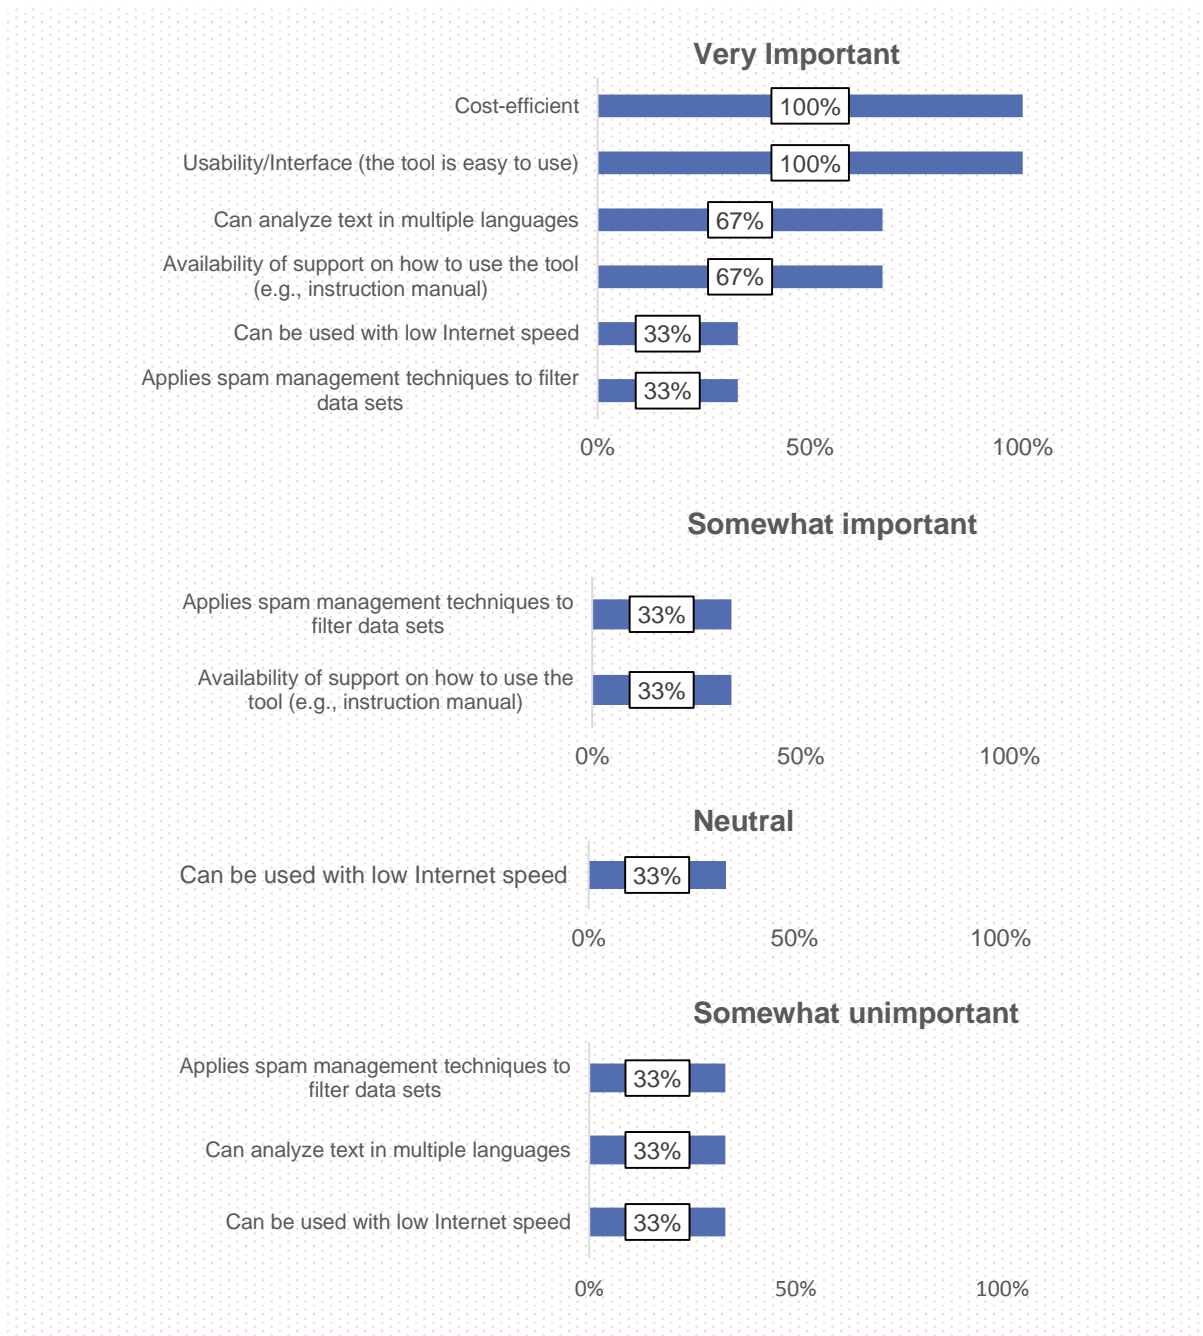 Very Important
Cost-efficient
100%
Usability/Interface (the tool is easy to use)
100%
Can analyze text in multiple languages
67%
Availability of support on how to use the tool
(e.g., instruction manual)
67%
Can be used with low Internet speed
33%
Applies spam management techniques to filter
data sets
33%
0% 50% 100%
Somewhat important
Applies spam management techniques to
filter data sets
33%
Availability of support on how to use the
tool (e.g., instruction manual)
33%
0% 50% 100%
Neutral
Can be used with low Internet speed
33%
0% 50% 100%
Somewhat unimportant
Applies spam management techniques to
filter data sets
33%
Can analyze text in multiple languages
33%
Can be used with low Internet speed
33%
0% 50% 100%